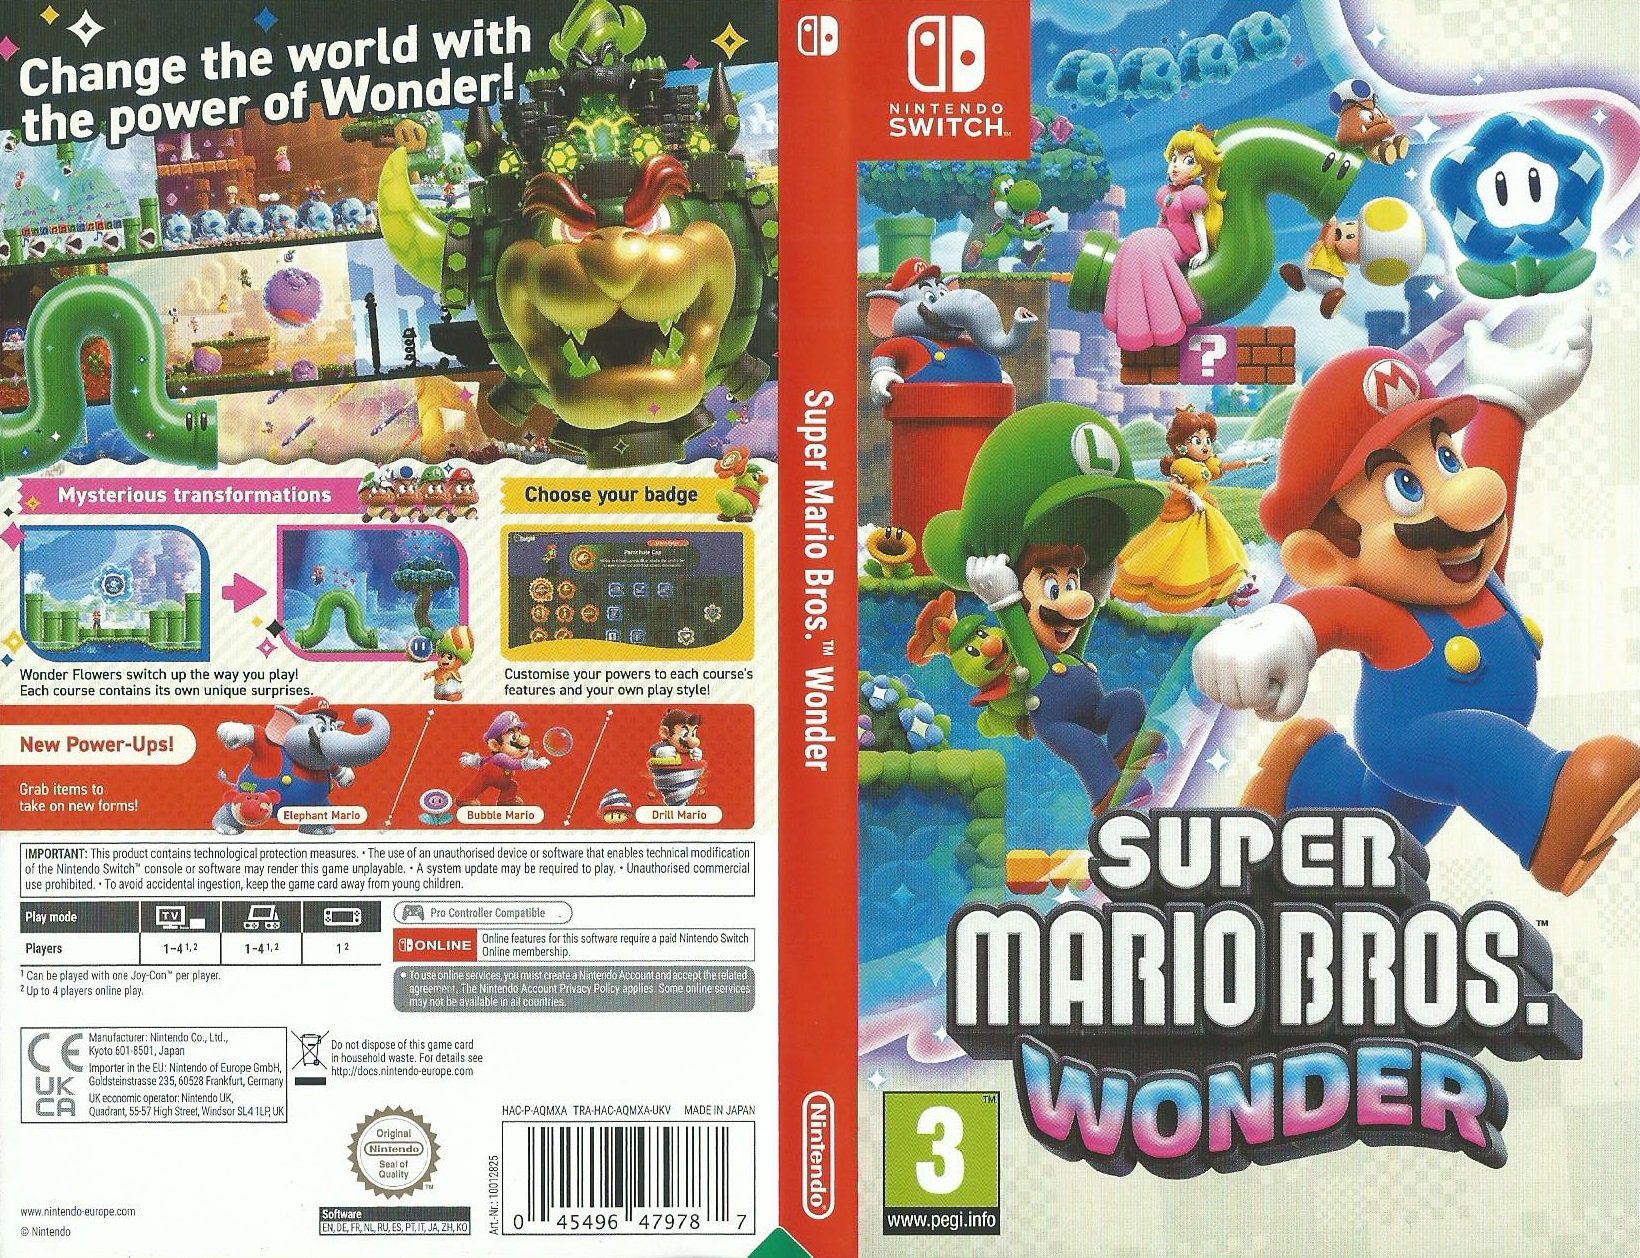 Change the world with
the power of Wonder!
Mysterious transformations
Choose your badge
Parachute Cap
Wonder Flowers switch up the way you play!
Each course contains its own unique surprises.
Customise your powers to each course's
features and your own play style!
New Power-Ups!
Grab items to
take on new forms!
Elephant Mario
Bubble Mario
Drill Mario
IMPORTANT: This product contains technological protection measures. • The use of an unauthorised device or software that enables technical modification
of the Nintendo Switch™ console or software may render this game unplayable. • A system update may be required to play. • Unauthorised commercial
use prohibited. • To avoid accidental ingestion, keep the game card away from young children.
Play mode
TV
Players
1-4 1, 2
1-4 1, 2
1 2
1 Can be played with one Joy-Con™ per player.
2 Up to 4 players online play.
Pro Controller Compatible
ONLINE
Online features for this software require a paid Nintendo Switch
Online membership.
• To use online services, you must create a Nintendo Account and accept the related
agreement. The Nintendo Account Privacy Policy applies. Some online services
may not be available in all countries.
CE
UK
CA
Manufacturer: Nintendo Co., Ltd.,
Kyoto 601-8501, Japan
Importer in the EU: Nintendo of Europe GmbH,
Goldsteinstrasse 235, 60528 Frankfurt, Germany
UK economic operator: Nintendo UK,
Quadrant, 55-57 High Street, Windsor SL4 1LP, UK
Do not dispose of this game card
in household waste. For details see
http://docs.nintendo-europe.com
Original
Nintendo
Seal of
Quality
TM
HAC-P-AQMXA TRA-HAC-AQMXA-UKV MADE IN JAPAN
Art.-Nr.: 10012825
0 45496 47978 7
www.nintendo-europe.com
© Nintendo
Software
EN, DE, FR, NL, RU, ES, PT, IT, JA, ZH, KO
Super Mario Bros.™ Wonder
Nintendo®
NINTENDO
SWITCH™
?
M
L
SUPER
MARIO BROS.™
WONDER
3™
www.pegi.info